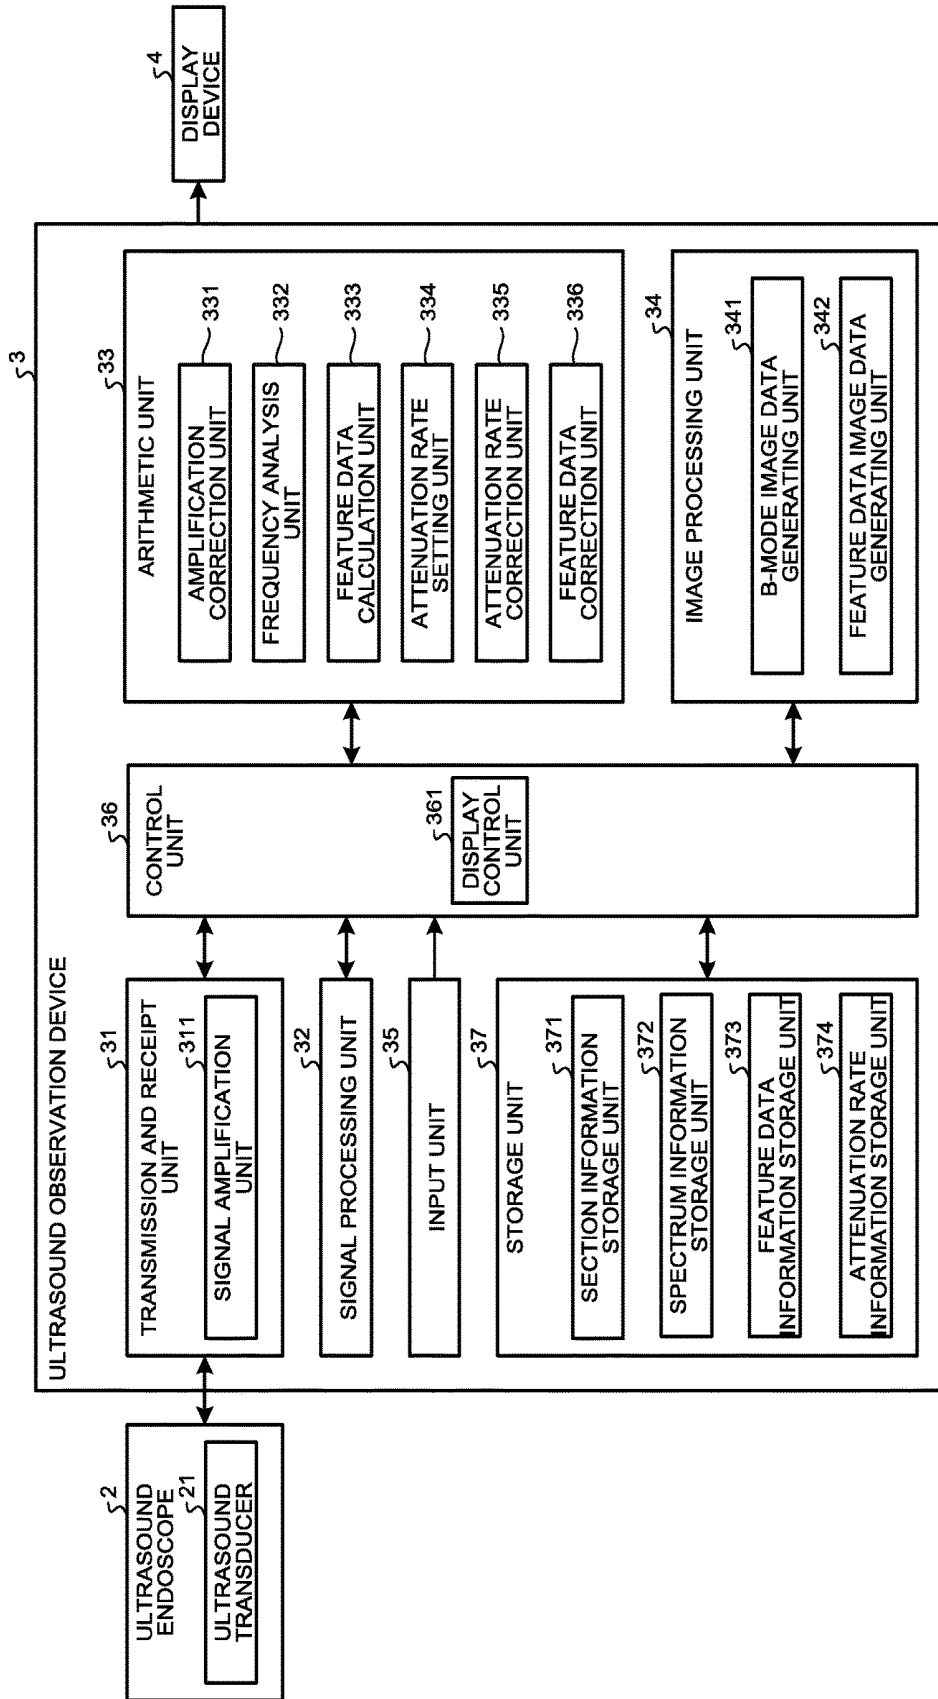 2
ULTRASOUND
ENDOSCOPE
21
ULTRASOUND
TRANSDUCER
3
ULTRASOUND OBSERVATION DEVICE
31
TRANSMISSION AND RECEIPT
UNIT
311
SIGNAL AMPLIFICATION
UNIT
32
SIGNAL PROCESSING UNIT
35
INPUT UNIT
37
STORAGE UNIT
371
SECTION INFORMATION
STORAGE UNIT
372
SPECTRUM INFORMATION
STORAGE UNIT
373
FEATURE DATA
INFORMATION STORAGE UNIT
374
ATTENUATION RATE
INFORMATION STORAGE UNIT
36
CONTROL
UNIT
361
DISPLAY
CONTROL
UNIT
33
ARITHMETIC UNIT
AMPLIFICATION
CORRECTION UNIT
331
FREQUENCY ANALYSIS
UNIT
332
FEATURE DATA
CALCULATION UNIT
333
ATTENUATION RATE
SETTING UNIT
334
ATTENUATION RATE
CORRECTION UNIT
335
FEATURE DATA
CORRECTION UNIT
336
34
IMAGE PROCESSING UNIT
341
B-MODE IMAGE DATA
GENERATING UNIT
342
FEATURE DATA IMAGE DATA
GENERATING UNIT
4
DISPLAY
DEVICE